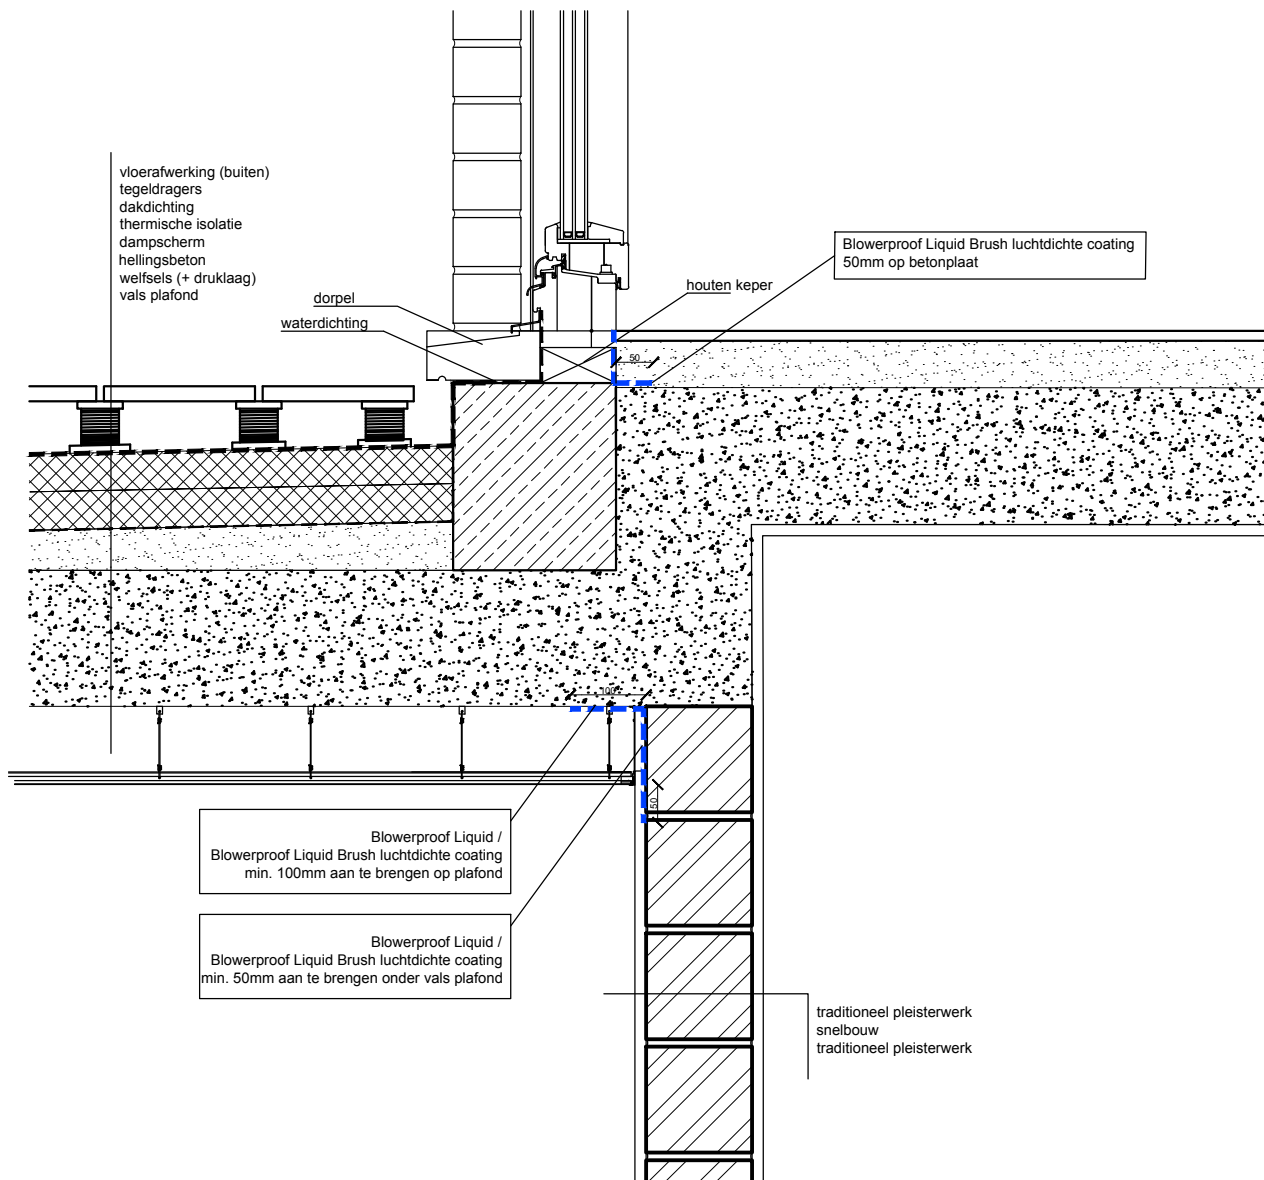 vloerafwerking (buiten)
tegeldragers
dakdichting
thermische isolatie
dampscherm
hellingsbeton
welfsels (+ druklaag)
vals plafond
dorpel
waterdichting
houten keper
Blowerproof Liquid Brush luchtdichte coating
50mm op betonplaat
50
100
50
Blowerproof Liquid /
Blowerproof Liquid Brush luchtdichte coating
min. 100mm aan te brengen op plafond
Blowerproof Liquid /
Blowerproof Liquid Brush luchtdichte coating
min. 50mm aan te brengen onder vals plafond
traditioneel pleisterwerk
snelbouw
traditioneel pleisterwerk